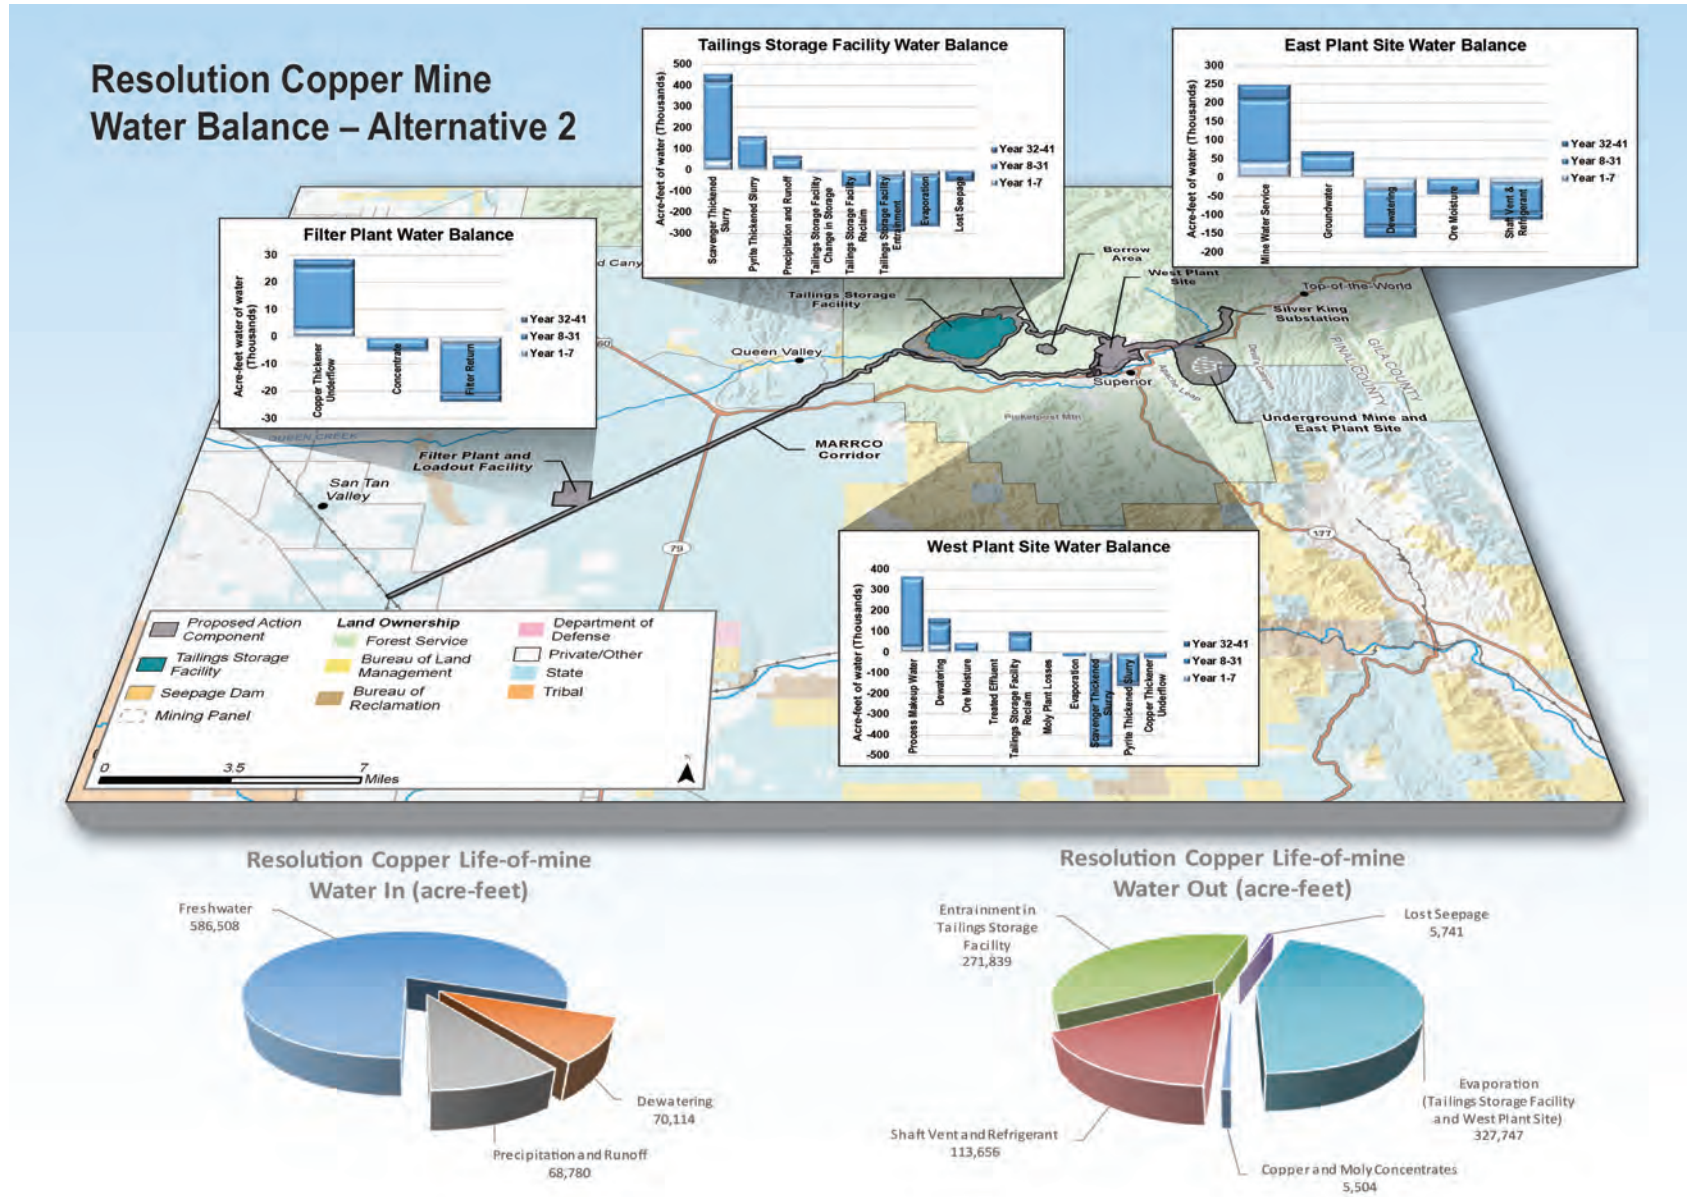 Resolution Copper Mine
Water Balance – Alternative 2
Tailings Storage Facility Water Balance
Acre-feet of water (Thousands)
500
400
300
200
100
0
-100
-200
-300
Scavenger Thickened
Slurry
Pyrite Thickened Slurry
Precipitation and Runoff
Tailings Storage Facility
Change in Storage
Tailings Storage Facility
Reclaim
Tailings Storage Facility
Entrainment
Evaporation
Lost Seepage
Year 32-41
Year 8-31
Year 1-7
East Plant Site Water Balance
Acre-feet of water (Thousands)
300
250
200
150
100
50
0
-50
-100
-150
-200
Mine Water Service
Groundwater
Dewatering
Ore Moisture
Shaft Vent &
Refrigerant
Year 32-41
Year 8-31
Year 1-7
Filter Plant Water Balance
Acre-feet water of water
(Thousands)
30
20
10
0
-10
-20
-30
Copper Thickener
Underflow
Concentrate
Filter Return
Year 32-41
Year 8-31
Year 1-7
d Cany
Borrow
Area
West Plant
Site
Tailings Storage
Facility
Top-of-the-World
Silver King
Substation
60
Queen Valley
Superior
Apache Leap
Devil's Canyon
PINAL COUNTY
GILA COUNTY
Picketpost Mtn
Underground Mine and
East Plant Site
QUEEN CREEK
MARRCO
Corridor
Filter Plant and
Loadout Facility
San Tan
Valley
79
177
West Plant Site Water Balance
Acre-feet of water (Thousands)
400
300
200
100
0
-100
-200
-300
-400
-500
Process Makeup Water
Dewatering
Ore Moisture
Treated Effluent
Tailings Storage Facility
Reclaim
Moly Plant Losses
Evaporation
Scavenger Thickened
Slurry
Pyrite Thickened Slurry
Copper Thickener
Underflow
Year 32-41
Year 8-31
Year 1-7
Proposed Action
Component
Tailings Storage
Facility
Seepage Dam
Mining Panel
Land Ownership
Forest Service
Bureau of Land
Management
Bureau of
Reclamation
Department of
Defense
Private/Other
State
Tribal
0 3.5 7
Miles
Resolution Copper Life-of-mine
Water In (acre-feet)
Freshwater
586,508
Dewatering
70,114
Precipitation and Runoff
68,780
Resolution Copper Life-of-mine
Water Out (acre-feet)
Entrainment in
Tailings Storage
Facility
271,839
Lost Seepage
5,741
Evaporation
(Tailings Storage Facility
and West Plant Site)
327,747
Shaft Vent and Refrigerant
113,656
Copper and Moly Concentrates
5,504